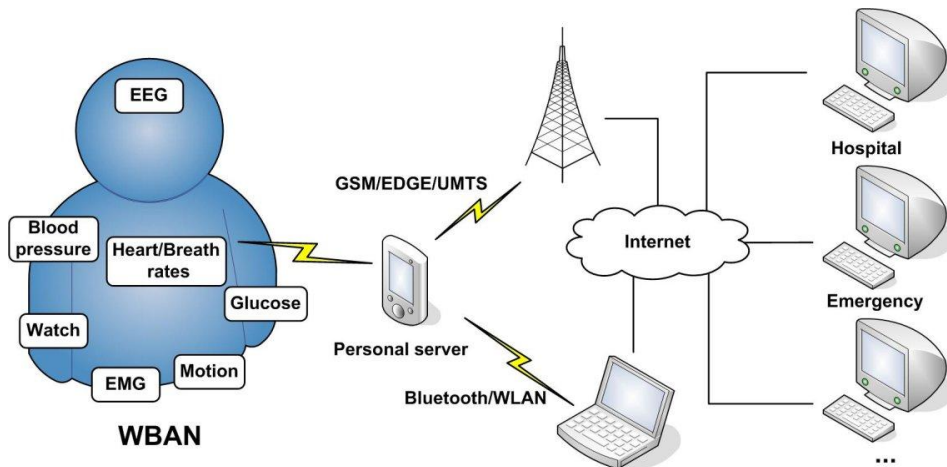 EEG
Blood
pressure
Heart/Breath
rates
Glucose
Watch
Motion
EMG
WBAN
GSM/EDGE/UMTS
Personal server
Bluetooth/WLAN
Internet
Hospital
Emergency
...